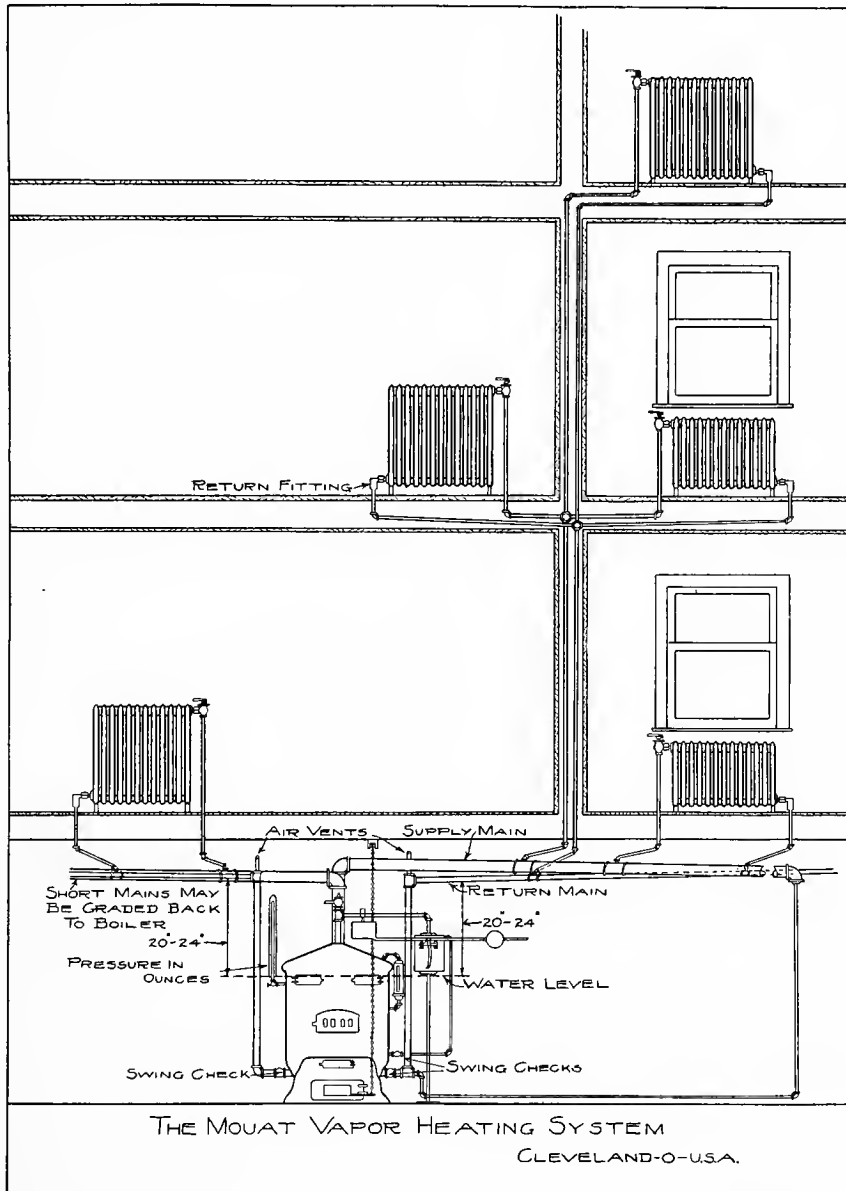 RETURN FITTING
AIR VENTS
SUPPLY MAIN
SHORT MAINS MAY
BE GRADED BACK
TO BOILER
RETURN MAIN
20"-24"
20"-24"
PRESSURE IN
OUNCES
WATER LEVEL
SWING CHECK
SWING CHECKS
THE MOUAT VAPOR HEATING SYSTEM
CLEVELAND-O-U.S.A.